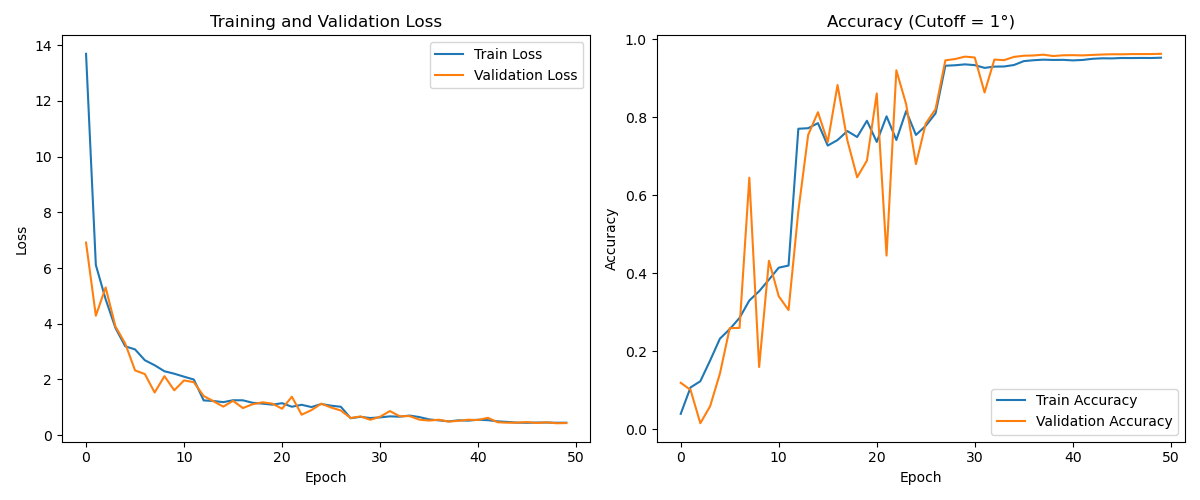 Training and Validation Loss
Train Loss
Validation Loss
14
12
10
8
6
4
2
0
Loss
0 10 20 30 40 50
Epoch
Accuracy (Cutoff = 1°)
1.0
0.8
0.6
0.4
0.2
0.0
Accuracy
Train Accuracy
Validation Accuracy
0 10 20 30 40 50
Epoch